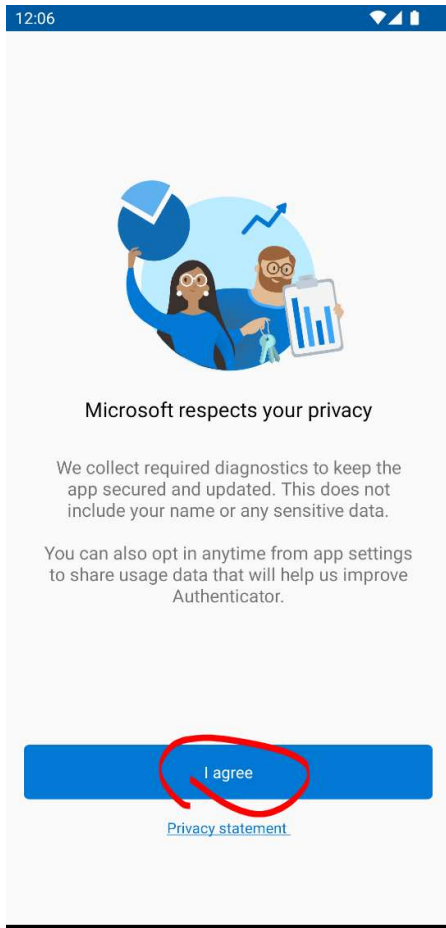 12:06
Microsoft respects your privacy
We collect required diagnostics to keep the
app secured and updated. This does not
include your name or any sensitive data.
You can also opt in anytime from app settings
to share usage data that will help us improve
Authenticator.
I agree
Privacy statement